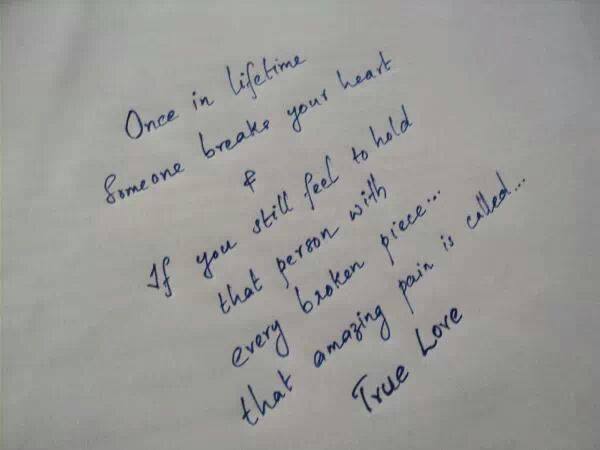 Once in lifetime
Someone breaks your heart
&
If you still feel to hold
that person with
every broken piece...
that amazing pain is called...
True Love